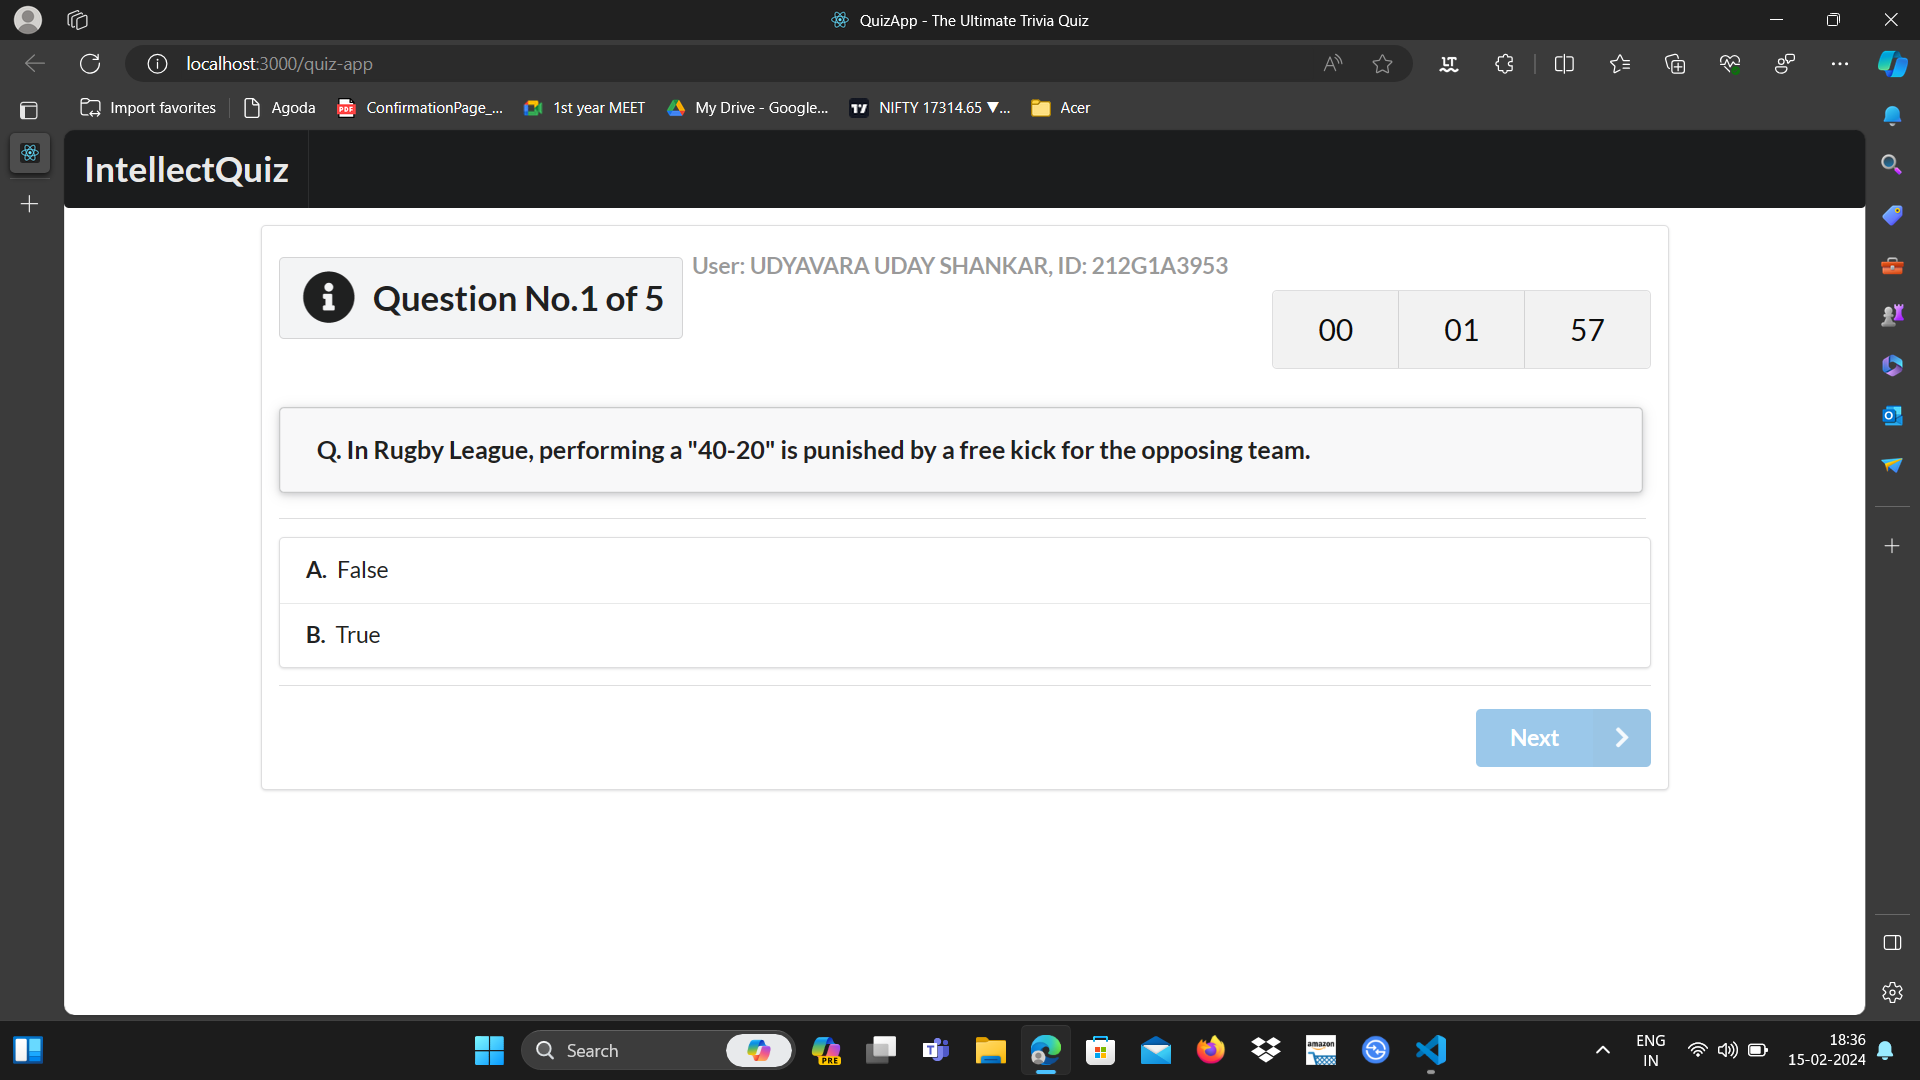 QuizApp - The Ultimate Trivia Quiz
localhost:3000/quiz-app
Import favorites
Agoda
ConfirmationPage_...
1st year MEET
My Drive - Google...
NIFTY 17314.65 ▼...
Acer
IntellectQuiz
Question No.1 of 5
User: UDYAVARA UDAY SHANKAR, ID: 212G1A3953
00 01 57
Q. In Rugby League, performing a "40-20" is punished by a free kick for the opposing team.
A. False
B. True
Next
Search
PRE
amazon
ENG
IN
18:36
15-02-2024